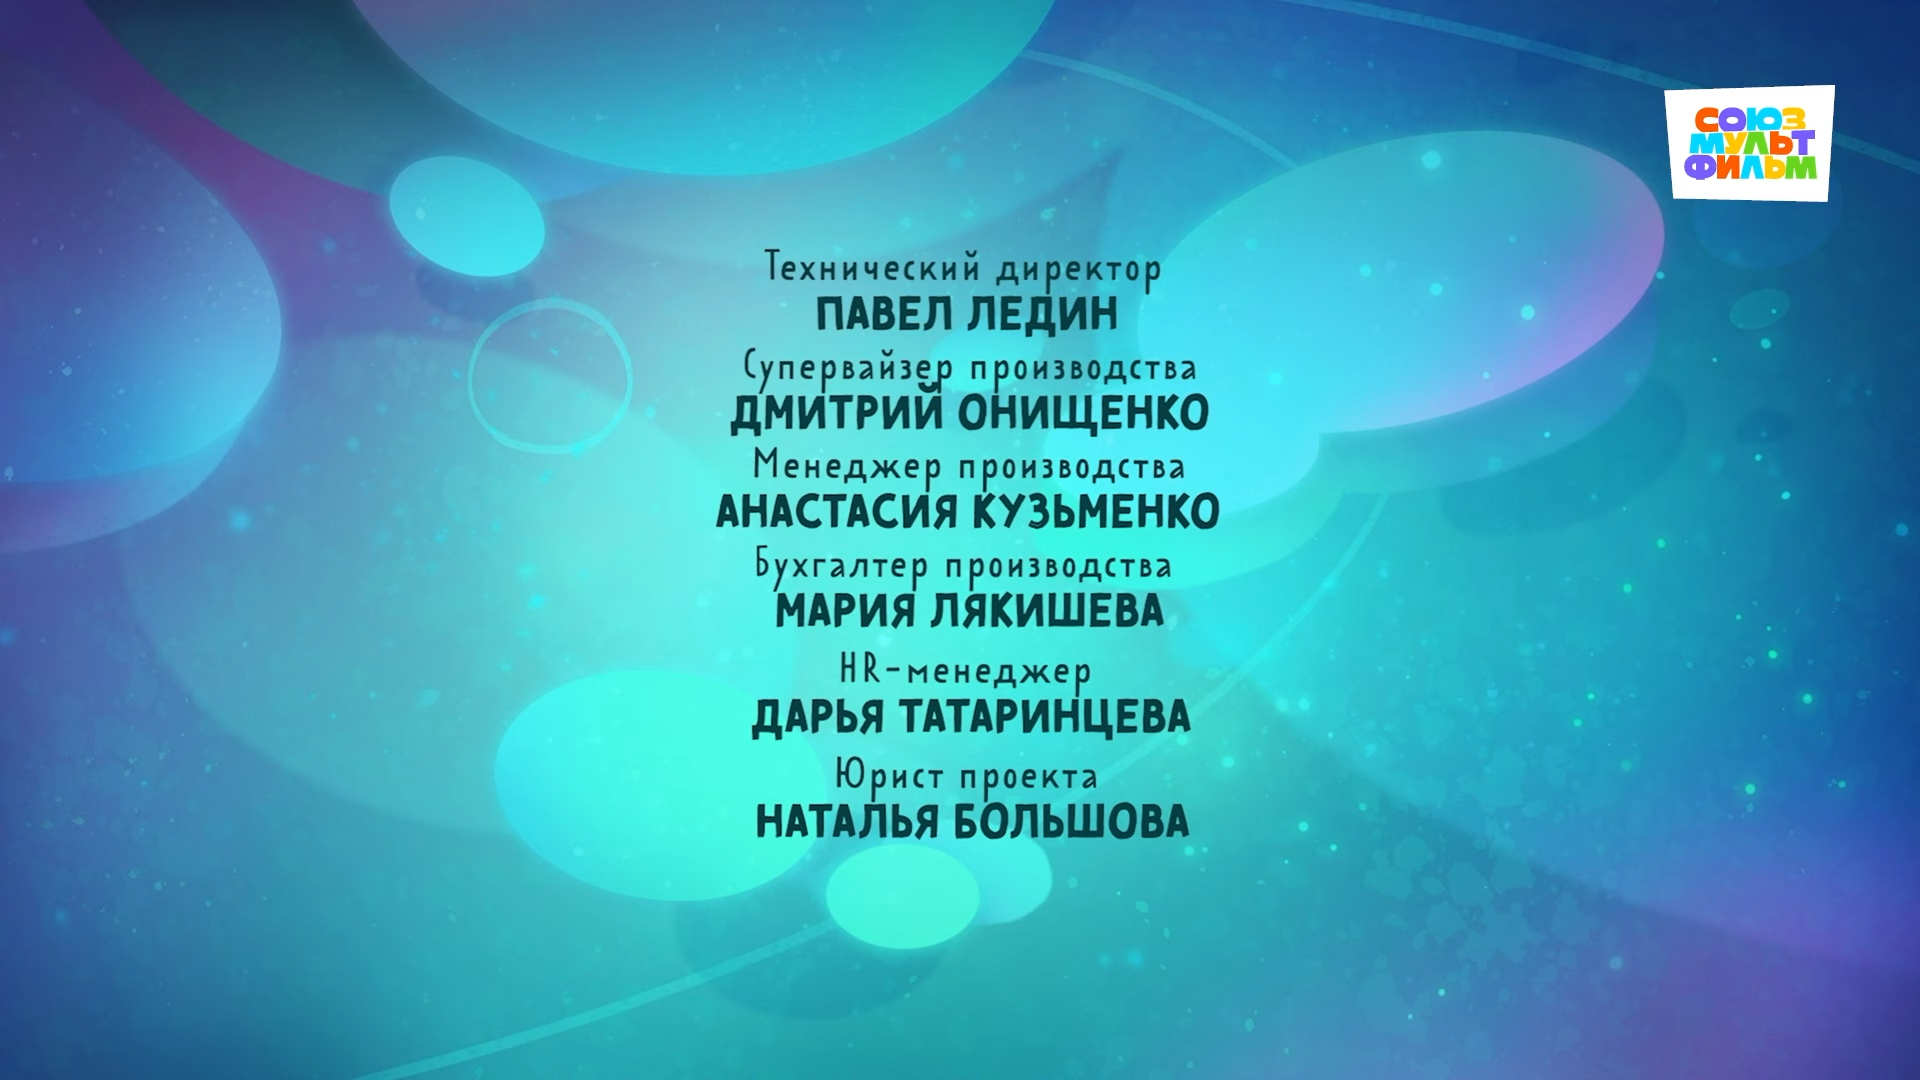 СОЮЗ
МУЛЬТ
ФИЛЬМ
Технический директор
ПАВЕЛ ЛЕДИН
Супервайзер производства
ДМИТРИЙ ОНИЩЕНКО
Менеджер производства
АНАСТАСИЯ КУЗЬМЕНКО
Бухгалтер производства
МАРИЯ ЛЯКИШЕВА
HR-менеджер
ДАРЬЯ ТАТАРИНЦЕВА
Юрист проекта
НАТАЛЬЯ БОЛЬШОВА